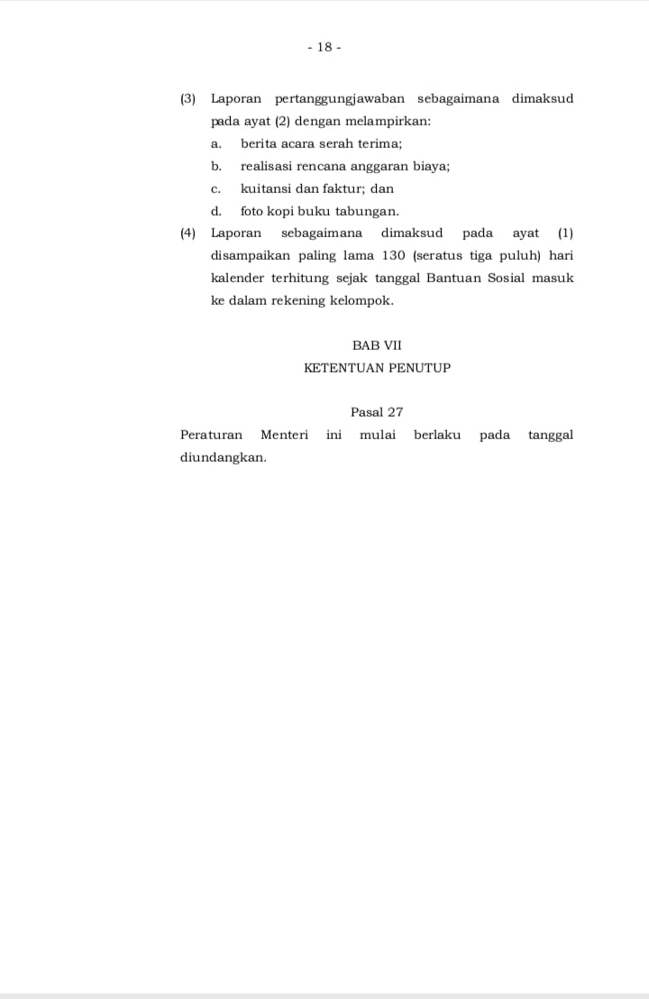 - 18 -
(3) Laporan pertanggungjawaban sebagaimana dimaksud
pada ayat (2) dengan melampirkan:
a. berita acara serah terima;
b. realisasi rencana anggaran biaya;
c. kuitansi dan faktur; dan
d. foto kopi buku tabungan.
(4) Laporan sebagaimana dimaksud pada ayat (1)
disampaikan paling lama 130 (seratus tiga puluh) hari
kalender terhitung sejak tanggal Bantuan Sosial masuk
ke dalam rekening kelompok.
BAB VII
KETENTUAN PENUTUP
Pasal 27
Peraturan Menteri ini mulai berlaku pada tanggal
diundangkan.